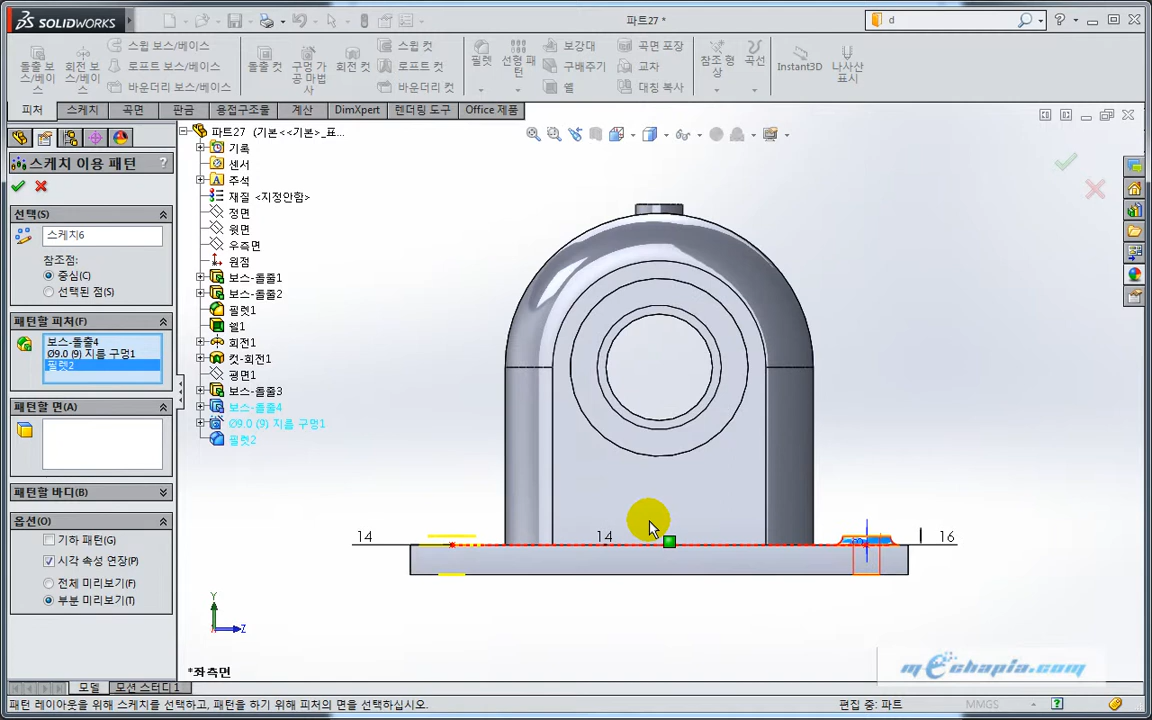 SOLIDWORKS
파트27 *
d
돌출 보스/베이스
회전 보스/베이스
스윕 보스/베이스
로프트 보스/베이스
바운더리 보스/베이스
돌출 컷
구멍 가공 마법사
회전 컷
스윕 컷
로프트 컷
바운더리 컷
필렛
선형 패턴
보강대
구배주기
쉘
곡면 포장
교차
대칭 복사
참조 형상
곡선
Instant3D
나사산 표시
피처
스케치
곡면
판금
용접구조물
계산
DimXpert
렌더링 도구
Office 제품
스케치 이용 패턴
?
선택(S)
스케치6
참조점:
중심(C)
선택된 점(S)
패턴할 피처(F)
보스-돌출4
Ø9.0 (9) 지름 구멍1
필렛2
패턴할 면(A)
패턴할 바디(B)
옵션(O)
기하 패턴(G)
시각 속성 연장(P)
전체 미리보기(F)
부분 미리보기(T)
파트27 (기본<<기본>_표...
기록
센서
주석
재질 <지정안함>
정면
윗면
우측면
원점
보스-돌출1
보스-돌출2
필렛1
쉘1
회전1
컷-회전1
평면1
보스-돌출3
보스-돌출4
Ø9.0 (9) 지름 구멍1
필렛2
14
14
16
Y
Z
*좌측면
mechapia.com
모델
모션 스터디 1
패턴 레이아웃을 위해 스케치를 선택하고, 패턴을 하기 위해 피처의 면을 선택하십시오.
편집 중: 파트
MMGS